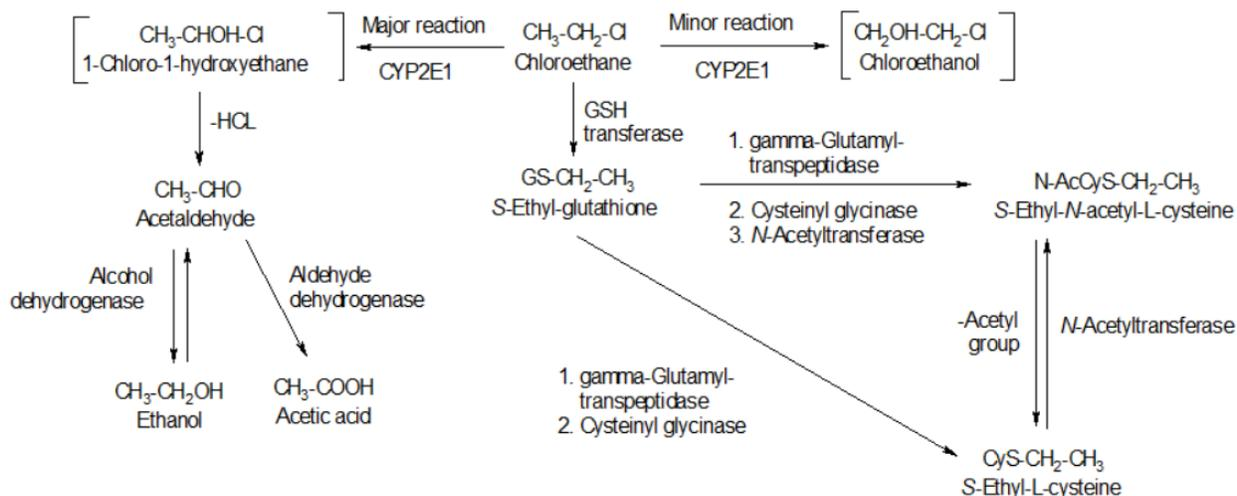 CH3-CHOH-Cl
1-Chloro-1-hydroxyethane
Major reaction
CYP2E1
CH3-CH2-Cl
Chloroethane
Minor reaction
CYP2E1
CH2OH-CH2-Cl
Chloroethanol
-HCL
GSH
transferase
CH3-CHO
Acetaldehyde
GS-CH2-CH3
S-Ethyl-glutathione
1. gamma-Glutamyl-
transpeptidase
2. Cysteinyl glycinase
3. N-Acetyltransferase
N-AcCyS-CH2-CH3
S-Ethyl-N-acetyl-L-cysteine
Alcohol
dehydrogenase
Aldehyde
dehydrogenase
-Acetyl
group
N-Acetyltransferase
CH3-CH2OH
Ethanol
CH3-COOH
Acetic acid
1. gamma-Glutamyl-
transpeptidase
2. Cysteinyl glycinase
CyS-CH2-CH3
S-Ethyl-L-cysteine